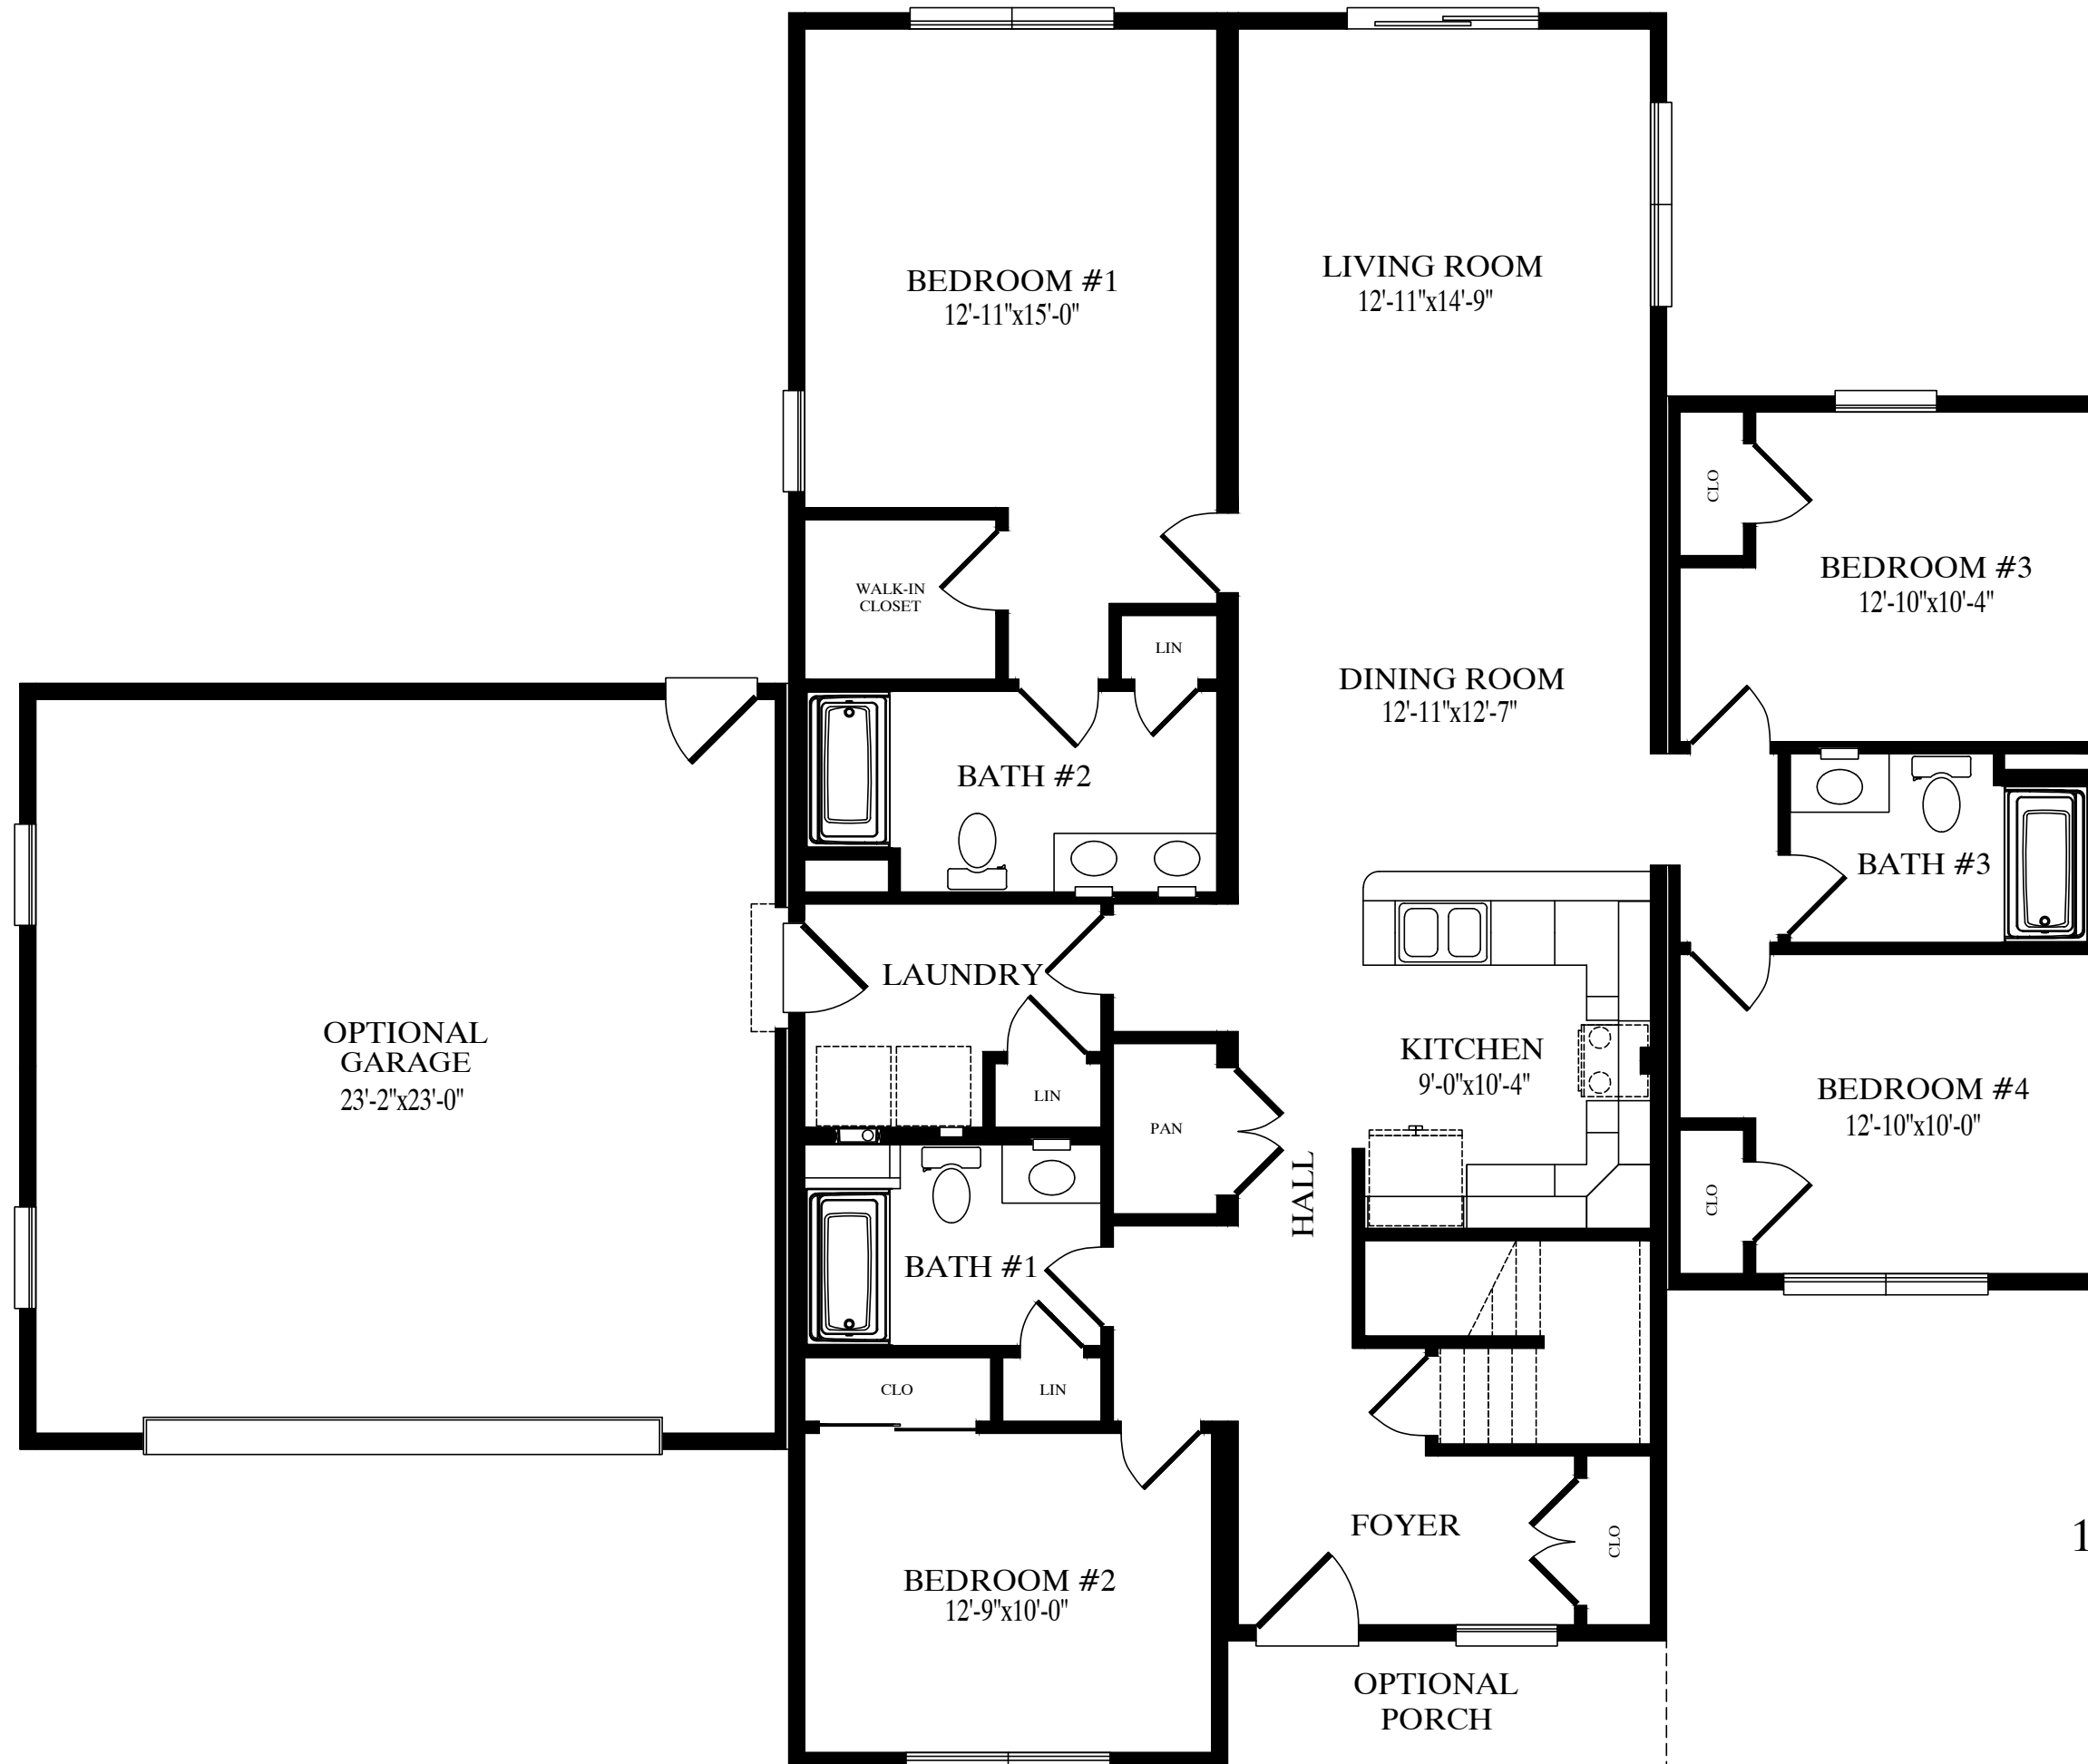 BEDROOM #1
12'-11"x15'-0"
LIVING ROOM
12'-11"x14'-9"
CLO
BEDROOM #3
12'-10"x10'-4"
WALK-IN
CLOSET
LIN
DINING ROOM
12'-11"x12'-7"
BATH #2
BATH #3
LAUNDRY
OPTIONAL
GARAGE
23'-2"x23'-0"
KITCHEN
9'-0"x10'-4"
BEDROOM #4
12'-10"x10'-0"
LIN
PAN
HALL
CLO
BATH #1
CLO
LIN
FOYER
CLO
1
BEDROOM #2
12'-9"x10'-0"
OPTIONAL
PORCH